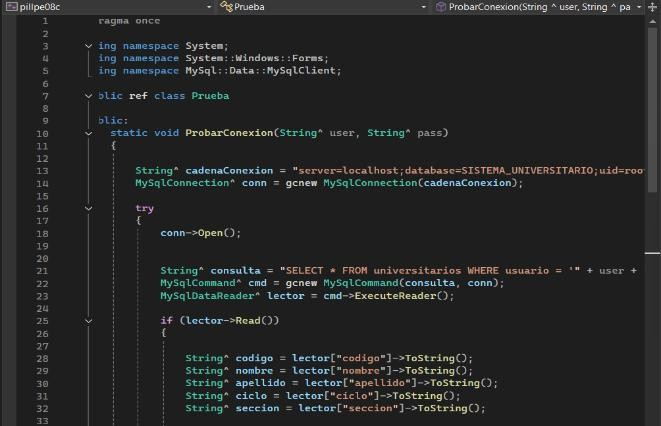 pillpe08c Prueba ProbarConexion(String ^ user, String ^ pa
1 ragma once
2
3 ing namespace System;
4 ing namespace System::Windows::Forms;
5 ing namespace MySql::Data::MySqlClient;
6
7 blic ref class Prueba
8
9 blic:
10 static void ProbarConexion(String^ user, String^ pass)
11 {
12
13 String^ cadenaConexion = "server=localhost;database=SISTEMA_UNIVERSITARIO;uid=roo
14 MySqlConnection^ conn = gcnew MySqlConnection(cadenaConexion);
15
16 try
17 {
18 conn->Open();
19
20
21 String^ consulta = "SELECT * FROM universitarios WHERE usuario = '" + user +
22 MySqlCommand^ cmd = gcnew MySqlCommand(consulta, conn);
23 MySqlDataReader^ lector = cmd->ExecuteReader();
24
25 if (lector->Read())
26 {
27
28 String^ codigo = lector["codigo"]->ToString();
29 String^ nombre = lector["nombre"]->ToString();
30 String^ apellido = lector["apellido"]->ToString();
31 String^ ciclo = lector["ciclo"]->ToString();
32 String^ seccion = lector["seccion"]->ToString();
33